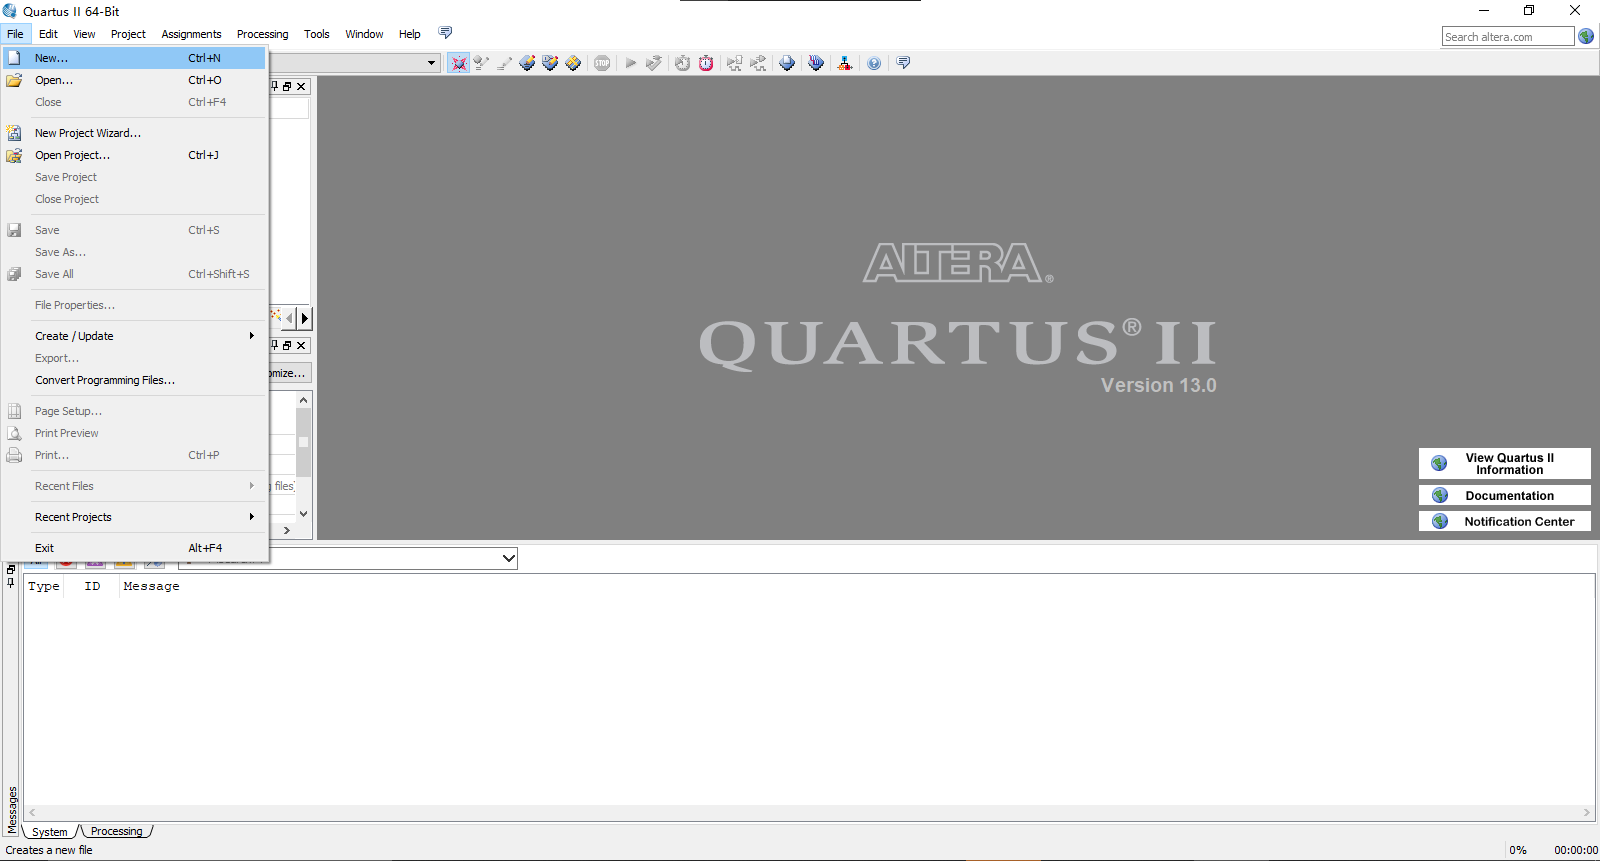 Quartus II 64-Bit
File Edit View Project Assignments Processing Tools Window Help
Search altera.com
New... Ctrl+N
Open... Ctrl+O
Close Ctrl+F4
New Project Wizard...
Open Project... Ctrl+J
Save Project
Close Project
Save Ctrl+S
Save As...
Save All Ctrl+Shift+S
File Properties...
Create / Update
Export...
Convert Programming Files...
Page Setup...
Print Preview
Print... Ctrl+P
Recent Files
Recent Projects
Exit Alt+F4
STOP
omize...
files
ALTERA®
QUARTUS® II
Version 13.0
View Quartus II
Information
Documentation
Notification Center
Type ID Message
Messages
System Processing
Creates a new file
0% 00:00:00